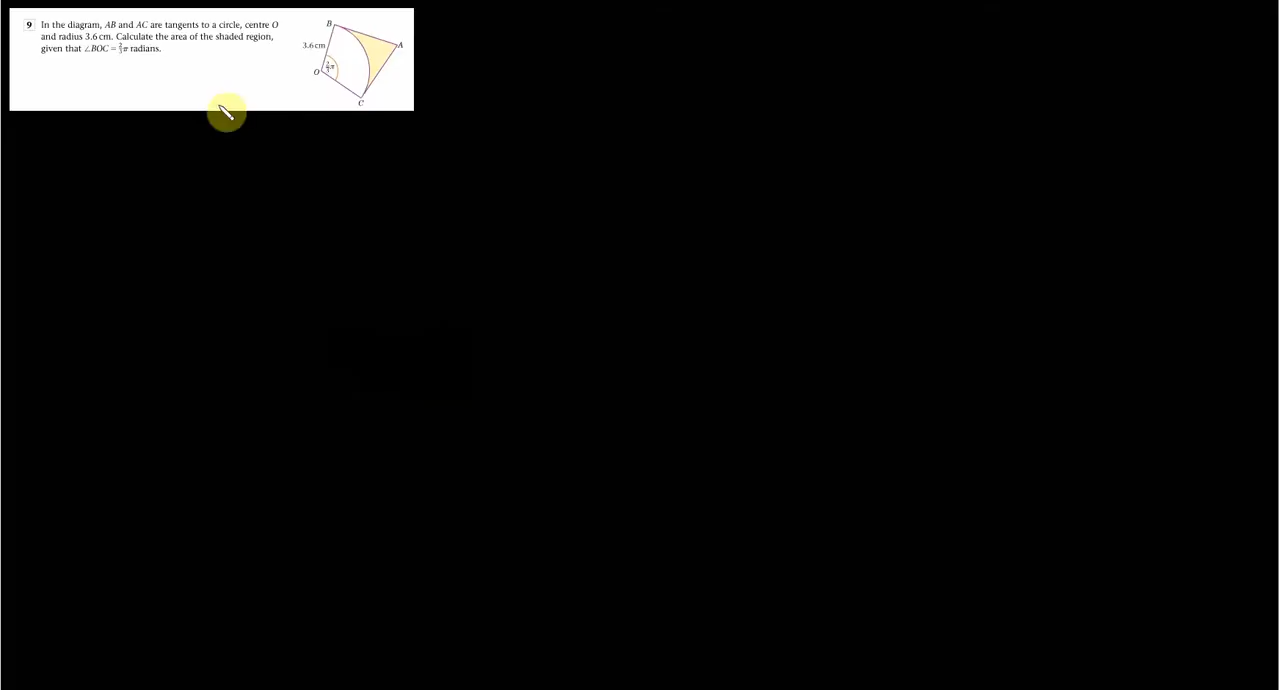 9 In the diagram, AB and AC are tangents to a circle, centre O
and radius 3.6 cm. Calculate the area of the shaded region,
given that ∠BOC = 2/3π radians.
B
3.6 cm
A
O
2/3π
C